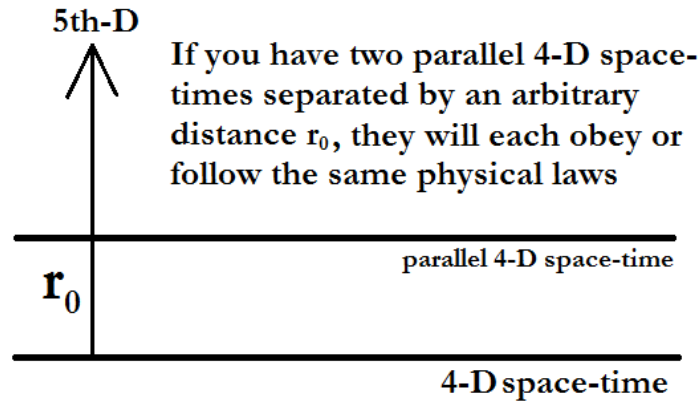 5th-D
If you have two parallel 4-D space-
times separated by an arbitrary
distance r₀, they will each obey or
follow the same physical laws
parallel 4-D space-time
r₀
4-D space-time